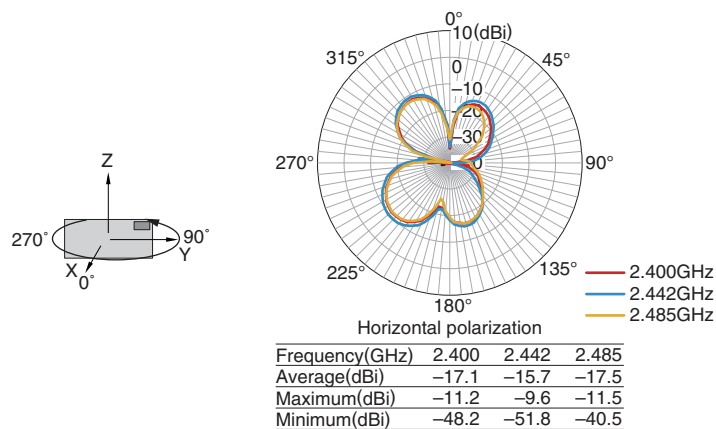 0°
10(dBi)
315°
45°
0
−10
−20
−30
270°
90°
225°
135°
180°
Z
270°
90°
Y
X
0°
2.400GHz
2.442GHz
2.485GHz
Horizontal polarization
Frequency(GHz) 2.400 2.442 2.485
Average(dBi) −17.1 −15.7 −17.5
Maximum(dBi) −11.2 −9.6 −11.5
Minimum(dBi) −48.2 −51.8 −40.5